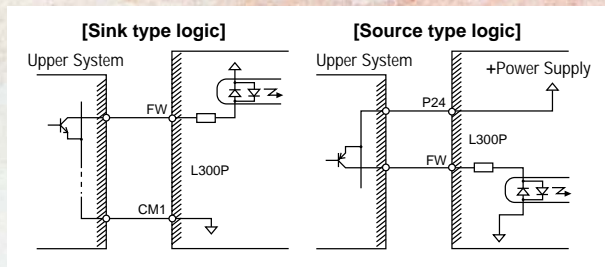 [Sink type logic]
[Source type logic]
Upper System
FW
L300P
CM1
Upper System
+Power Supply
P24
L300P
FW